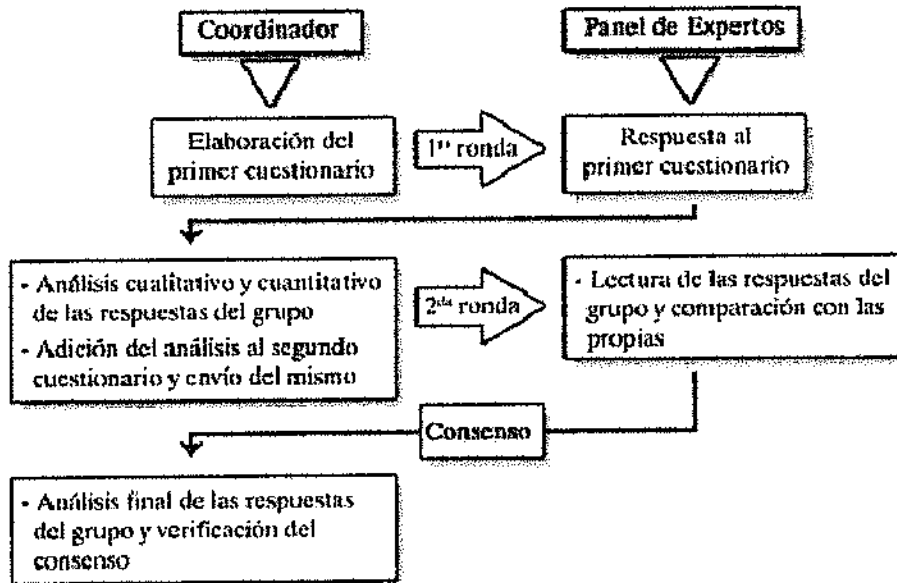 Coordinador
Panel de Expertos
Elaboración del
primer cuestionario
1ra ronda
Respuesta al
primer cuestionario
- Análisis cualitativo y cuantitativo
de las respuestas del grupo
- Adición del análisis al segundo
cuestionario y envío del mismo
2da ronda
- Lectura de las respuestas del
grupo y comparación con las
propias
Consenso
- Análisis final de las respuestas
del grupo y verificación del
consenso